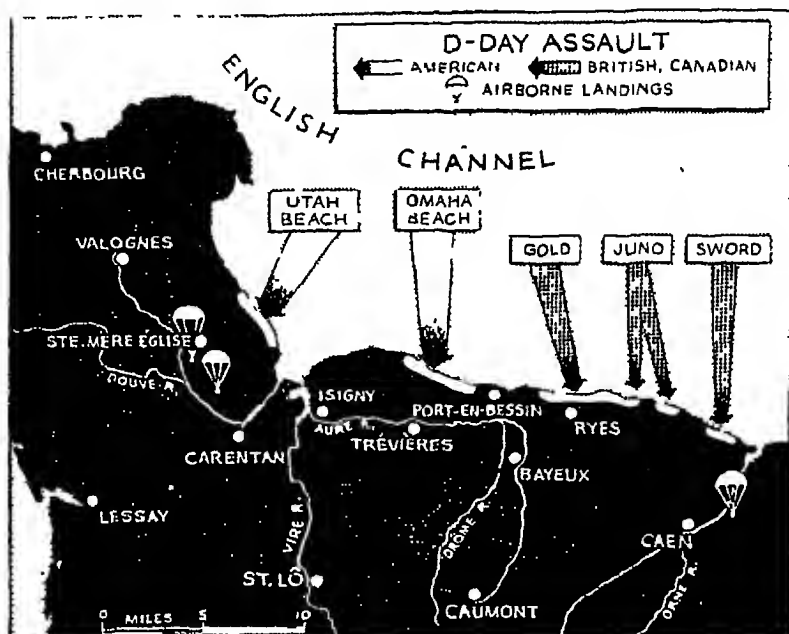 D-DAY ASSAULT
AMERICAN BRITISH, CANADIAN
AIRBORNE LANDINGS
ENGLISH
CHANNEL
CHERBOURG
UTAH
BEACH
OMAHA
BEACH
GOLD
JUNO
SWORD
VALOGNES
STE. MERE EGLISE
DOUVE R.
ISIGNY
PORT-EN-BESSIN
RYES
AURE R.
TRÉVIÈRES
CARENTAN
BAYEUX
LESSAY
VIRE R.
DRÔME R.
CAEN
ST. LÔ
CAUMONT
ORNE R.
0 MILES 5 10